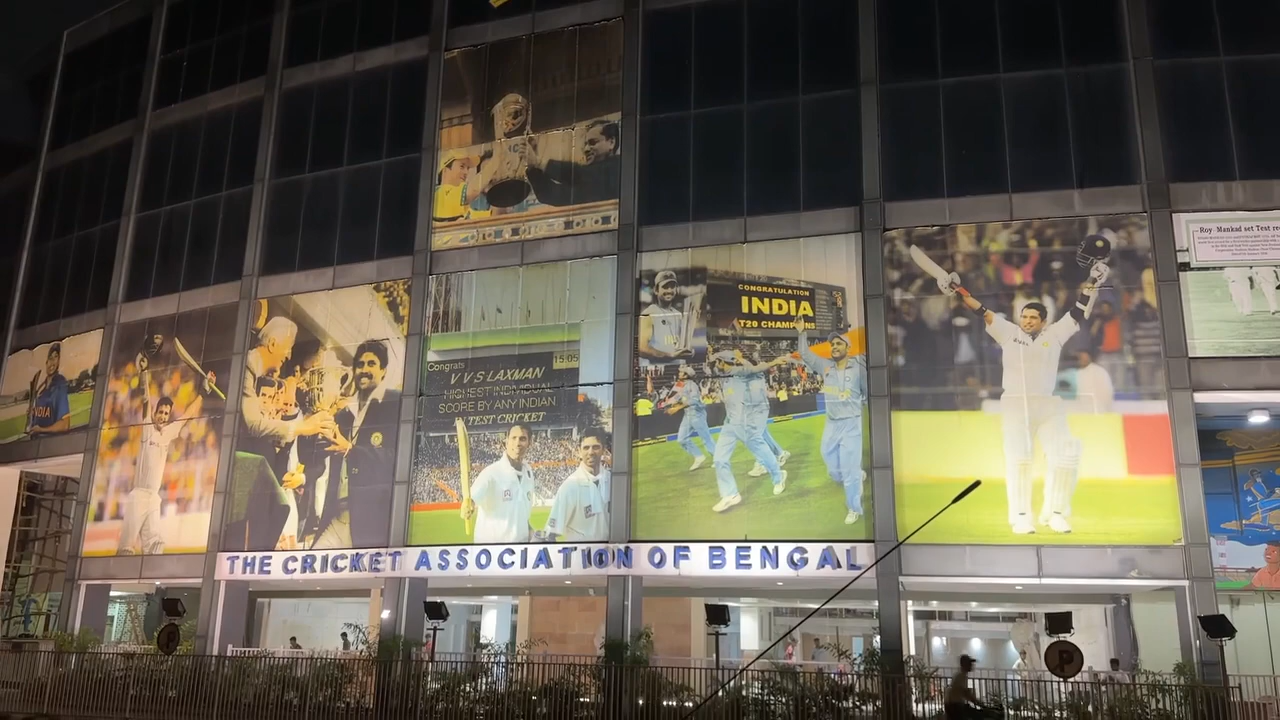 INDIA
Congrats
15:05
V V S LAXMAN
HIGHEST INDIVIDUAL
SCORE BY ANY INDIAN
IN TEST CRICKET
CONGRATULATION
INDIA
T20 CHAMPIONS
Roy-Mankad set Test
THE CRICKET ASSOCIATION OF BENGAL
P
P